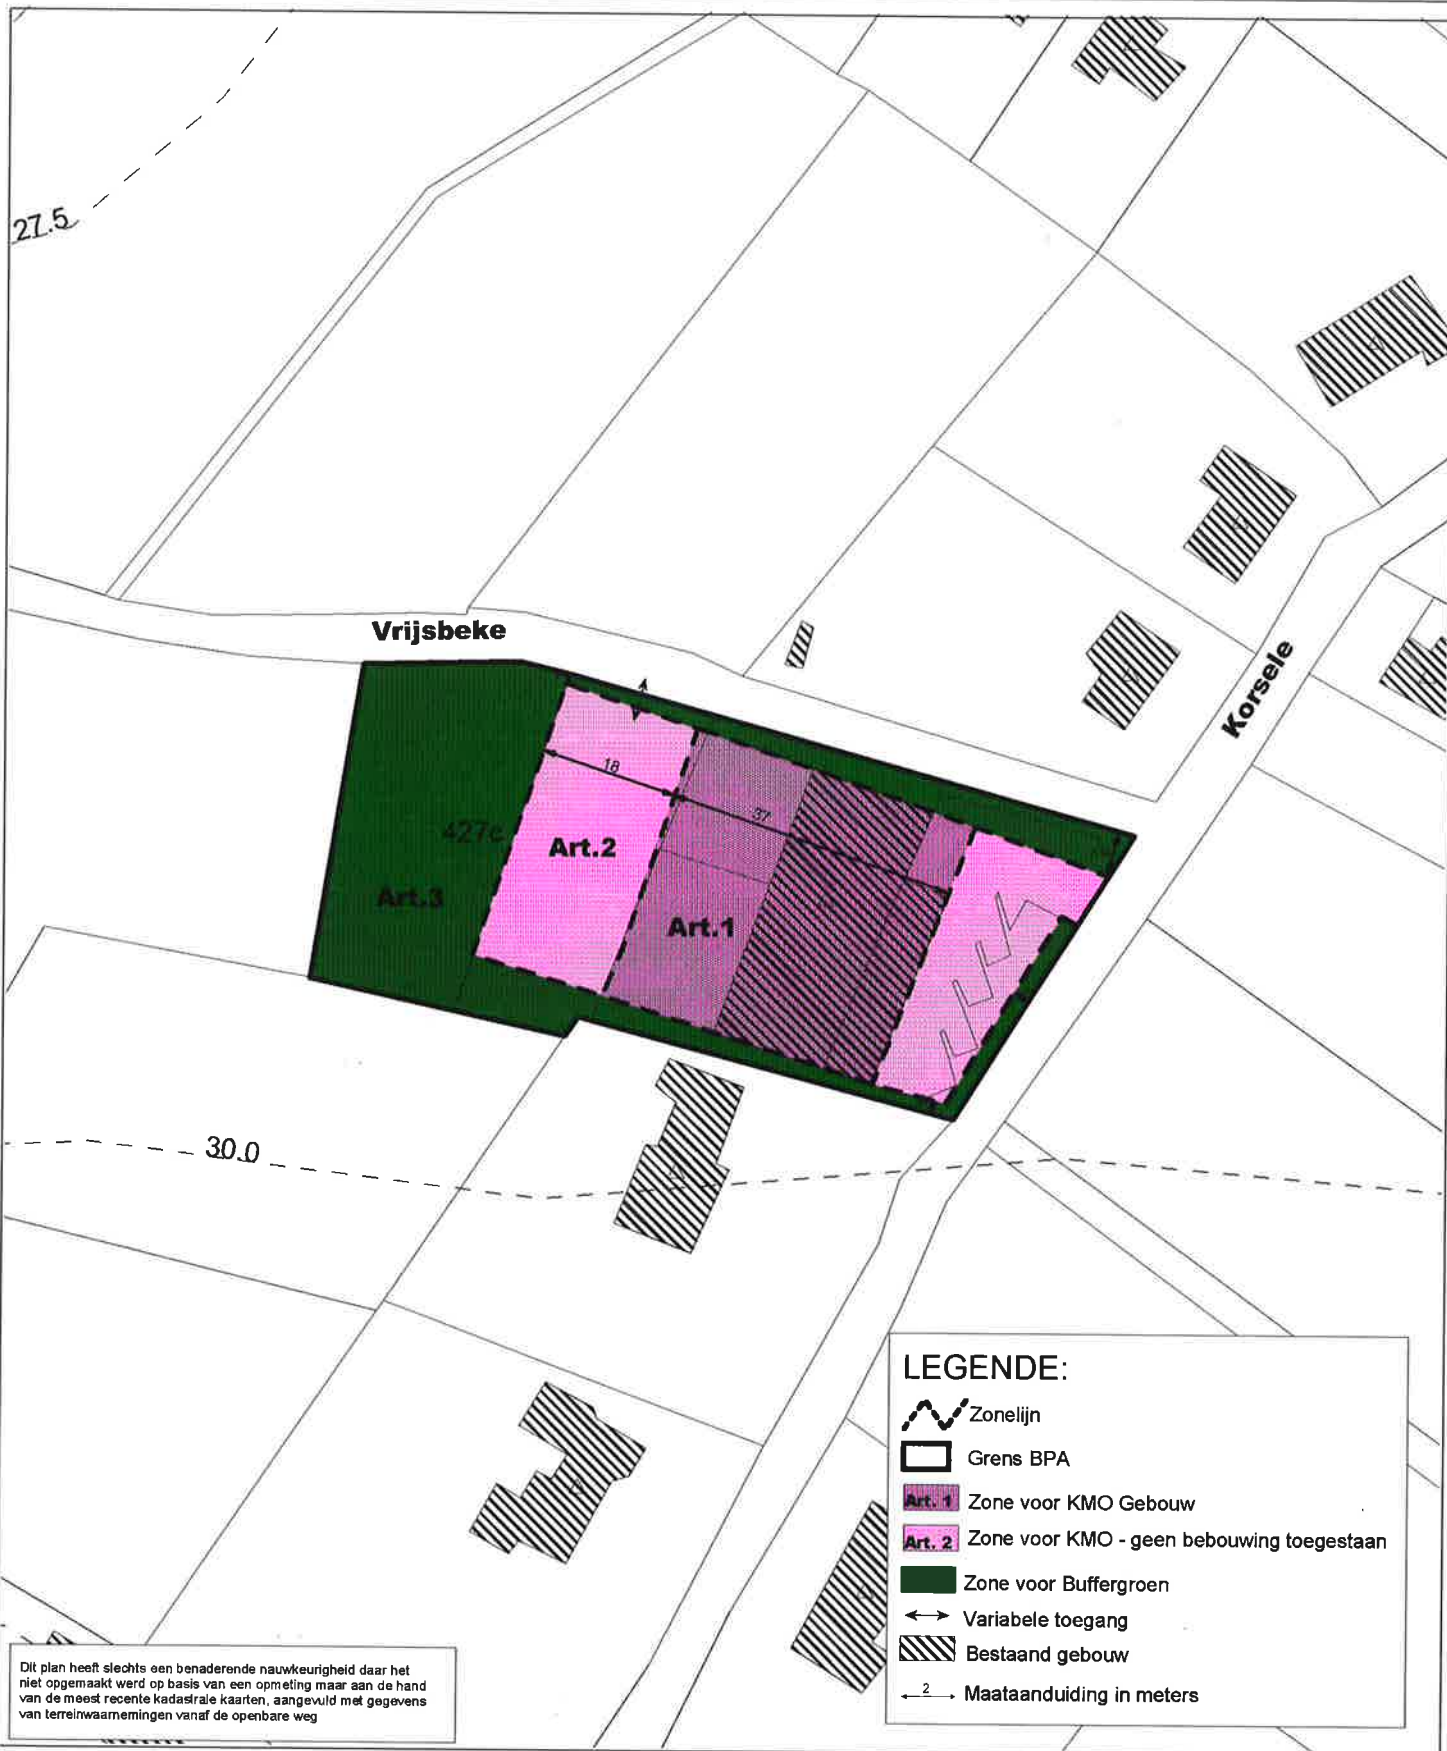 27.5
Vrijsbeke
Korsele
18
37
427c
Art.2
Art.3
Art.1
30.0
LEGENDE:
Zonelijn
Grens BPA
Art. 1 Zone voor KMO Gebouw
Art. 2 Zone voor KMO - geen bebouwing toegestaan
Zone voor Buffergroen
Variabele toegang
Bestaand gebouw
2 Maataanduiding in meters
Dit plan heeft slechts een benaderende nauwkeurigheid daar het
niet opgemaakt werd op basis van een opmeting maar aan de hand
van de meest recente kadastrale kaarten, aangevuld met gegevens
van terreinwaarnemingen vanaf de openbare weg